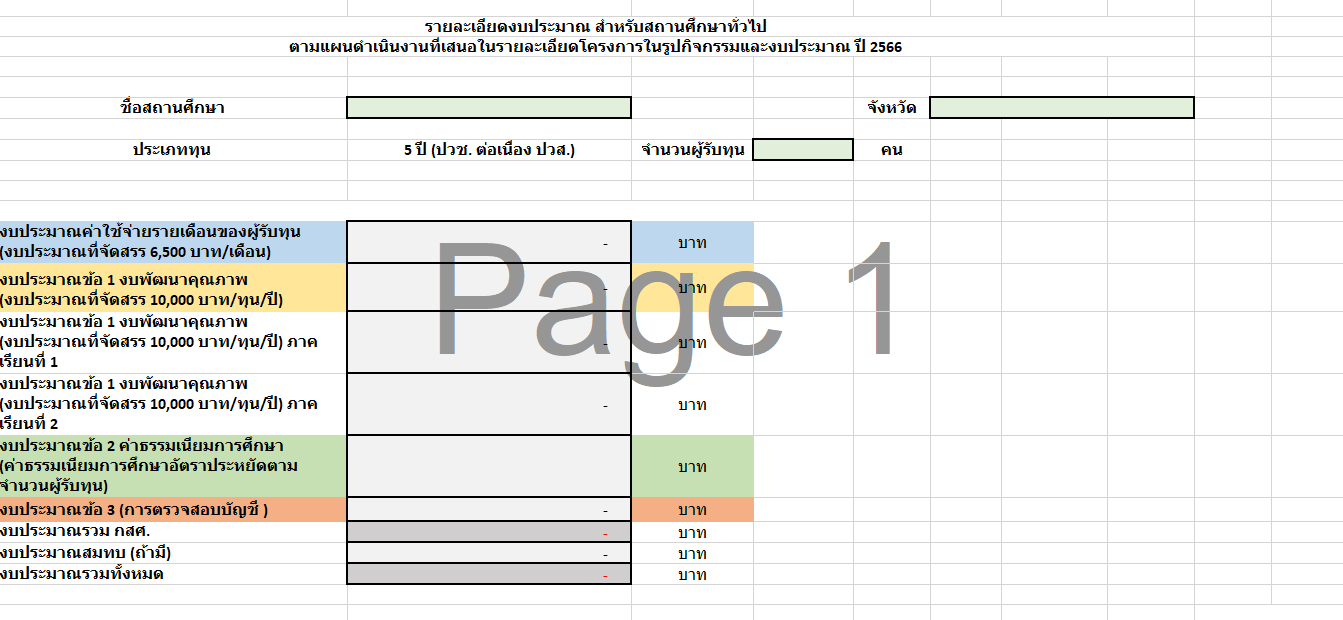 รายละเอียดงบประมาณ สำหรับสถานศึกษาทั่วไป
ตามแผนดำเนินงานที่เสนอในรายละเอียดโครงการในรูปกิจกรรมและงบประมาณ ปี 2566
ชื่อสถานศึกษา จังหวัด
ประเภททุน 5 ปี (ปวช. ต่อเนื่อง ปวส.) จำนวนผู้รับทุน คน
งบประมาณค่าใช้จ่ายรายเดือนของผู้รับทุน
(งบประมาณที่จัดสรร 6,500 บาท/เดือน) - บาท
งบประมาณข้อ 1 งบพัฒนาคุณภาพ
(งบประมาณที่จัดสรร 10,000 บาท/ทุน/ปี) - บาท
งบประมาณข้อ 1 งบพัฒนาคุณภาพ
(งบประมาณที่จัดสรร 10,000 บาท/ทุน/ปี) ภาค - บาท
เรียนที่ 1
งบประมาณข้อ 1 งบพัฒนาคุณภาพ
(งบประมาณที่จัดสรร 10,000 บาท/ทุน/ปี) ภาค - บาท
เรียนที่ 2
งบประมาณข้อ 2 ค่าธรรมเนียมการศึกษา
(ค่าธรรมเนียมการศึกษาอัตราประหยัดตาม บาท
จำนวนผู้รับทุน)
งบประมาณข้อ 3 (การตรวจสอบบัญชี ) - บาท
งบประมาณรวม กสศ. - บาท
งบประมาณสมทบ (ถ้ามี) - บาท
งบประมาณรวมทั้งหมด - บาท
Page 1